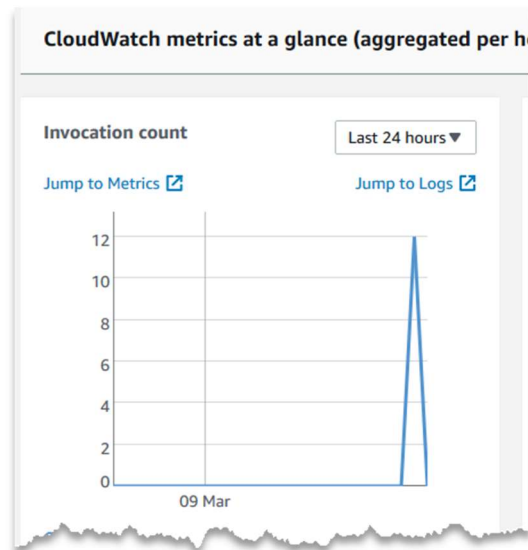 CloudWatch metrics at a glance (aggregated per h
Invocation count
Last 24 hours
Jump to Metrics
Jump to Logs
12
10
8
6
4
2
0
09 Mar